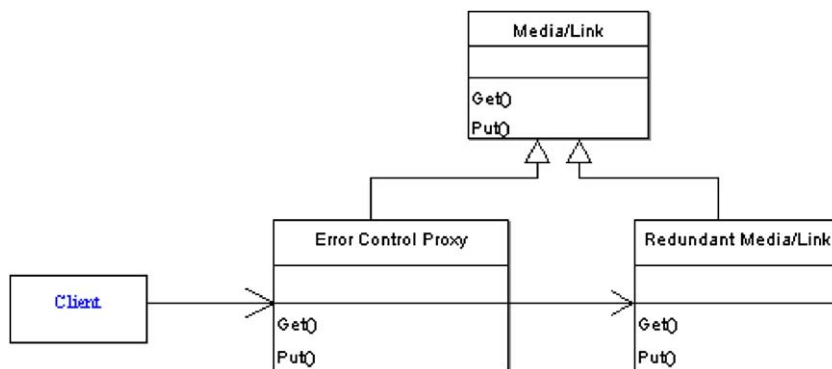 Media/Link
Get()
Put()
Error Control Proxy
Redundant Media/Link
Client
Get()
Put()
Get()
Put()